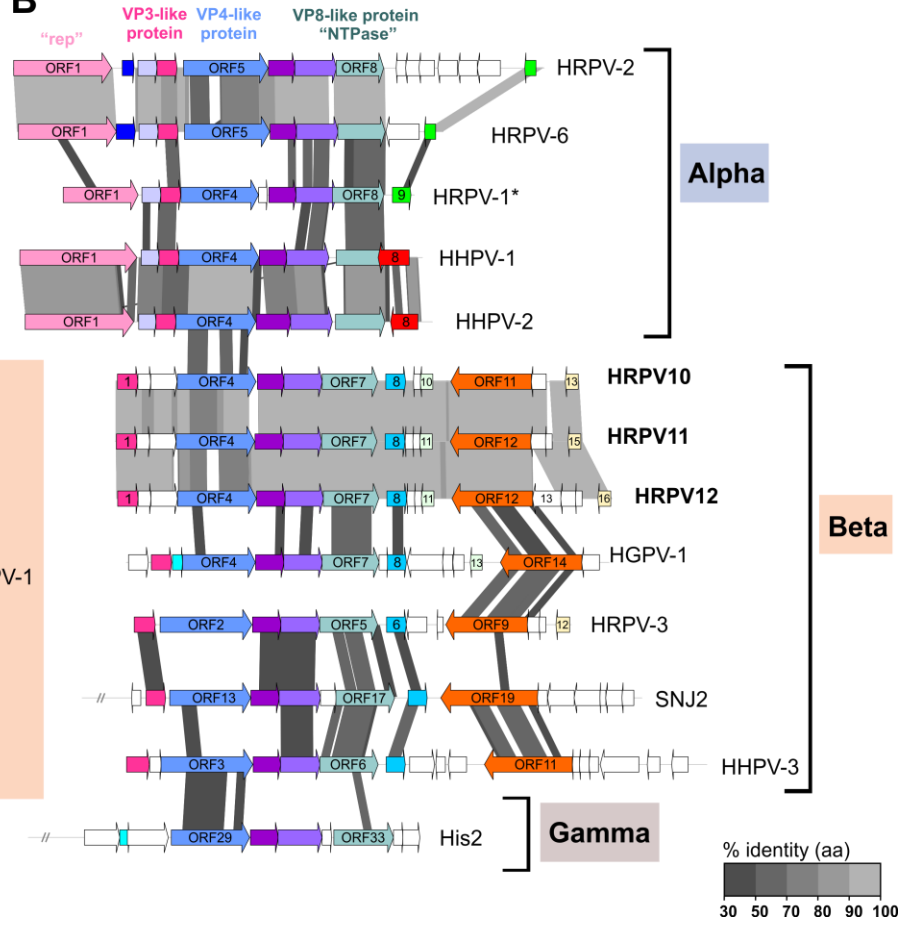 B
VP3-like protein
VP4-like protein
VP8-like protein
"NTPase"
"rep"
ORF1 ORF5 ORF8 HRPV-2
ORF1 ORF5 HRPV-6
ORF1 ORF4 ORF8 9 HRPV-1*
ORF1 ORF4 8 HHPV-1
ORF1 ORF4 8 HHPV-2
Alpha
1 ORF4 ORF7 8 10 ORF11 13 HRPV10
1 ORF4 ORF7 8 11 ORF12 15 HRPV11
1 ORF4 ORF7 8 11 ORF12 13 16 HRPV12
ORF4 ORF7 8 13 ORF14 HGPV-1
V-1
ORF2 ORF5 6 ORF9 12 HRPV-3
// ORF13 ORF17 ORF19 SNJ2
ORF3 ORF6 ORF11 HHPV-3
Beta
// ORF29 ORF33 His2
Gamma
% identity (aa)
30 50 70 80 90 100